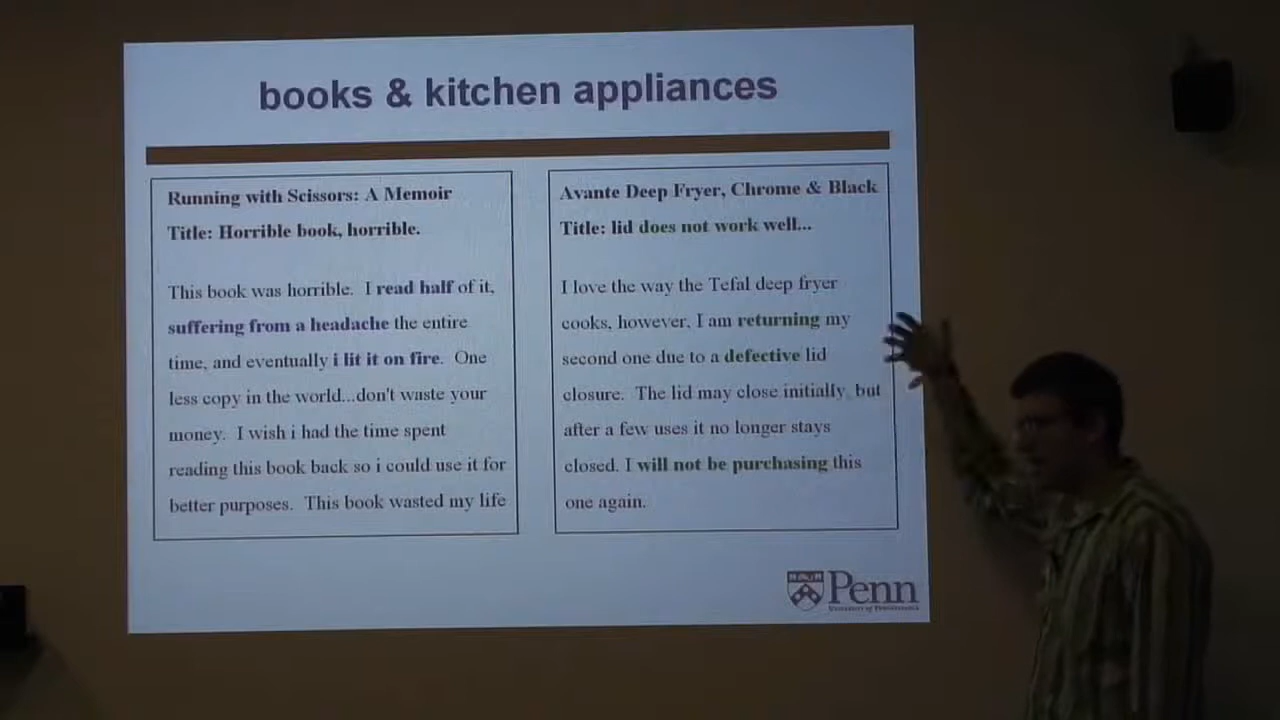 books & kitchen appliances
Running with Scissors: A Memoir
Title: Horrible book, horrible.
This book was horrible. I read half of it,
suffering from a headache the entire
time, and eventually i lit it on fire. One
less copy in the world...don't waste your
money. I wish i had the time spent
reading this book back so i could use it for
better purposes. This book wasted my life
Avante Deep Fryer, Chrome & Black
Title: lid does not work well...
I love the way the Tefal deep fryer
cooks, however, I am returning my
second one due to a defective lid
closure. The lid may close initially, but
after a few uses it no longer stays
closed. I will not be purchasing this
one again.
Penn
University of Pennsylvania